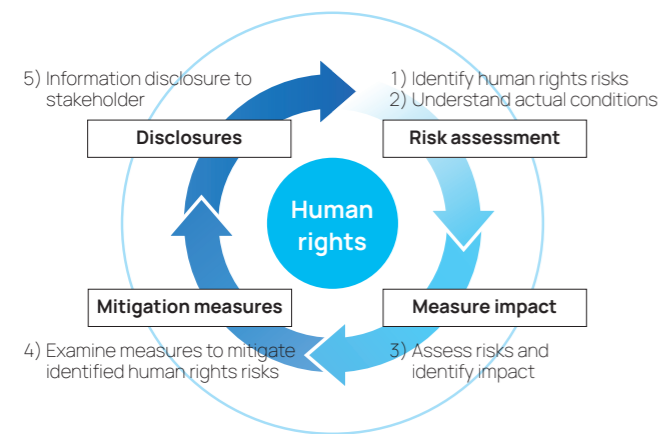 5) Information disclosure to
stakeholder
Disclosures
1) Identify human rights risks
2) Understand actual conditions
Risk assessment
Human
rights
Mitigation measures
4) Examine measures to mitigate
identified human rights risks
Measure impact
3) Assess risks and
identify impact